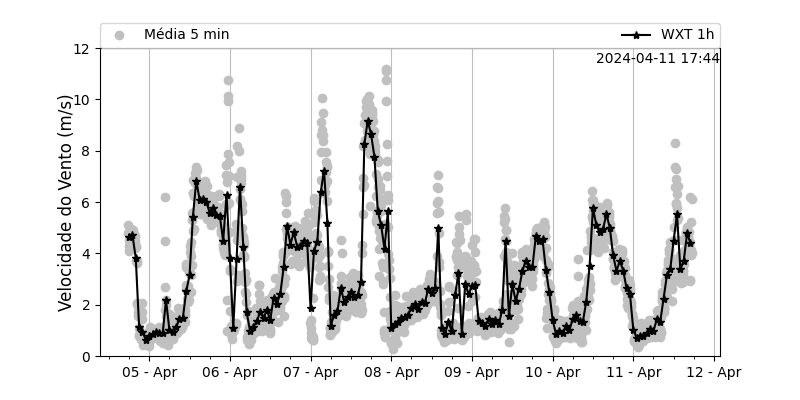 Média 5 min
WXT 1h
2024-04-11 17:44
Velocidade do Vento (m/s)
12
10
8
6
4
2
0
05 - Apr
06 - Apr
07 - Apr
08 - Apr
09 - Apr
10 - Apr
11 - Apr
12 - Apr